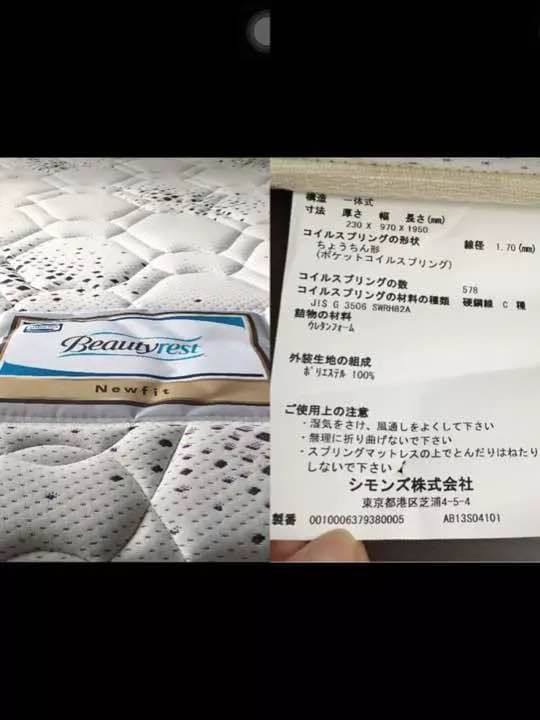 Beautyrest
Newfit
構造 一体式
寸法 厚さ 幅 長さ(mm)
230 X 970 X 1950
コイルスプリングの形状 線径 1.70(mm)
ちょうちん形
(ポケットコイルスプリング)
コイルスプリングの数 578
コイルスプリングの材料の種類 硬鋼線 C 種
JIS G 3506 SWRH82A
詰物の材料
ウレタンフォーム
外装生地の組成
ポリエステル 100%
ご使用上の注意
・湿気をさけ、風通しをよくして下さい
・無理に折り曲げないで下さい
・スプリングマットレスの上でとんだりはねたり
しないで下さい
シモンズ株式会社
東京都港区芝浦4-5-4
製番 0010006379380005 AB13S04101